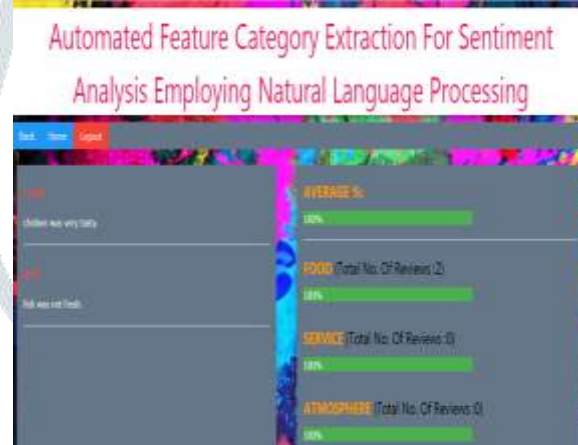 Automated Feature Category Extraction For Sentiment
Analysis Employing Natural Language Processing
Back Home Logout
chicken was very tasty
fish was not fresh
AVERAGE %:
100%
FOOD (Total No. Of Reviews :2)
100%
SERVICE (Total No. Of Reviews :0)
100%
ATMOSPHERE (Total No. Of Reviews :0)
100%